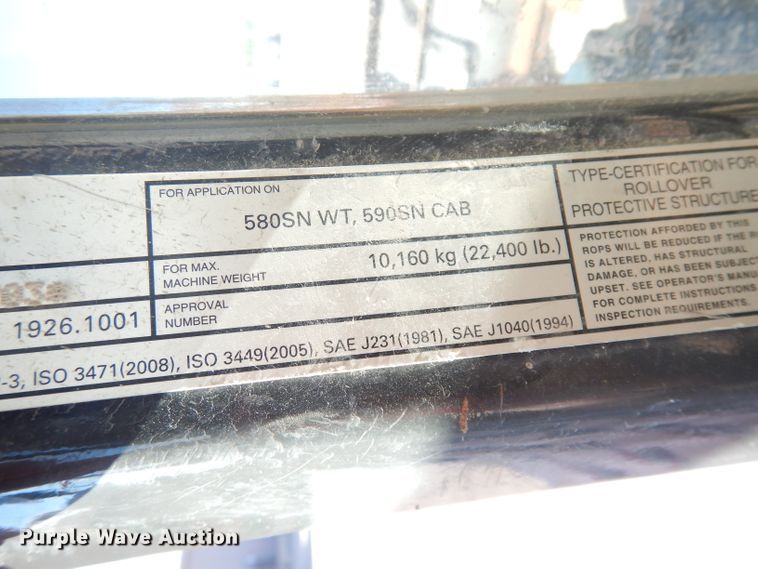 FOR APPLICATION ON
580SN WT, 590SN CAB
FOR MAX.
MACHINE WEIGHT
10,160 kg (22,400 lb.)
APPROVAL
NUMBER
1926.1001
-3, ISO 3471(2008), ISO 3449(2005), SAE J231(1981), SAE J1040(1994)
TYPE-CERTIFICATION FOR
ROLLOVER
PROTECTIVE STRUCTURE
PROTECTION AFFORDED BY THIS
ROPS WILL BE REDUCED IF THE
IS ALTERED, HAS STRUCTURAL
DAMAGE, OR HAS BEEN SUBJECT
UPSET. SEE OPERATOR'S MANU
FOR COMPLETE INSTRUCTIONS
INSPECTION REQUIREMENTS.
Purple Wave Auction